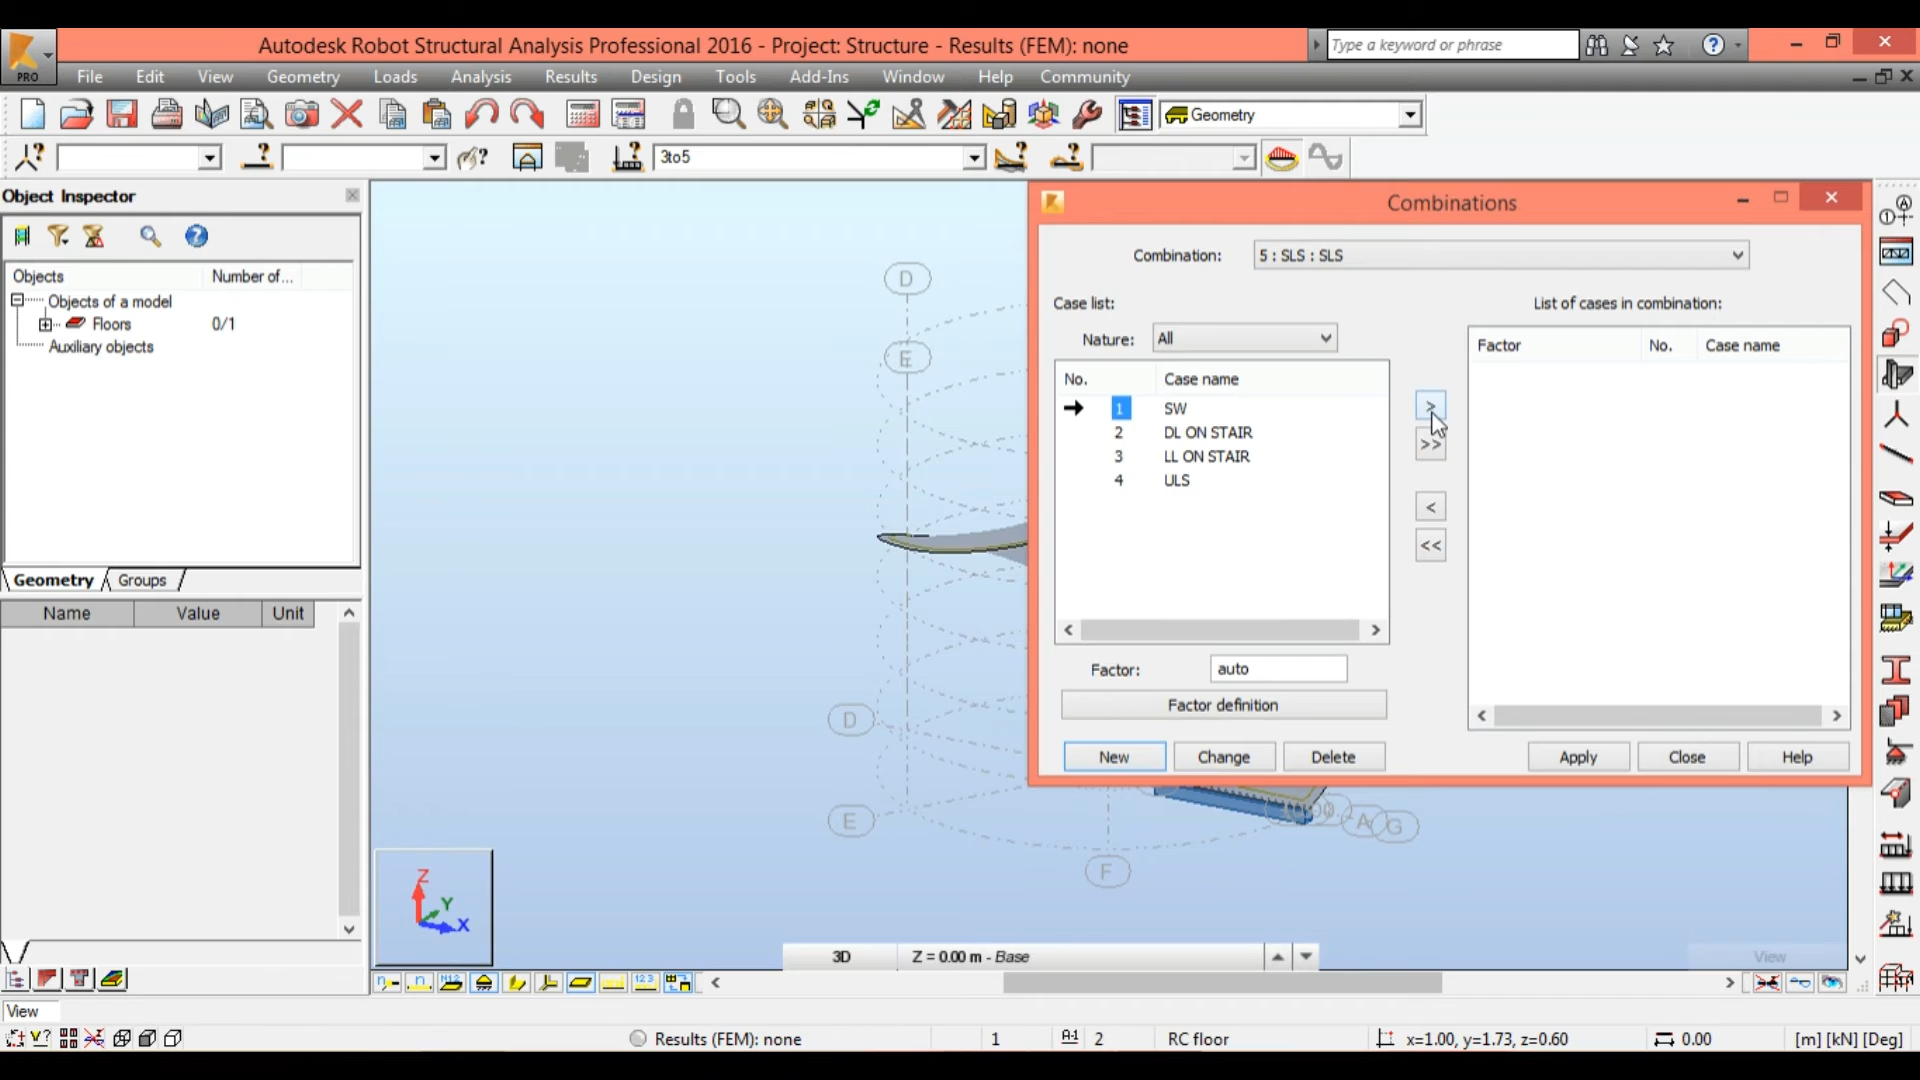 Autodesk Robot Structural Analysis Professional 2016 - Project: Structure - Results (FEM): none
Type a keyword or phrase
PRO
File Edit View Geometry Loads Analysis Results Design Tools Add-Ins Window Help Community
Geometry
3to5
Object Inspector
Combinations
Objects Number of...
Objects of a model
Floors 0/1
Auxiliary objects
Combination: 5 : SLS : SLS
Case list: List of cases in combination:
Nature: All
Factor No. Case name
No. Case name
1 SW
2 DL ON STAIR
3 LL ON STAIR
4 ULS
>
>>
<
<<
Factor: auto
Factor definition
New Change Delete Apply Close Help
Geometry Groups
Name Value Unit
D
E
D
E
F
A
G
Z
Y
X
3D Z = 0.00 m - Base
View
View
Results (FEM): none 1 2 RC floor x=1.00, y=1.73, z=0.60 0.00 [m] [kN] [Deg]